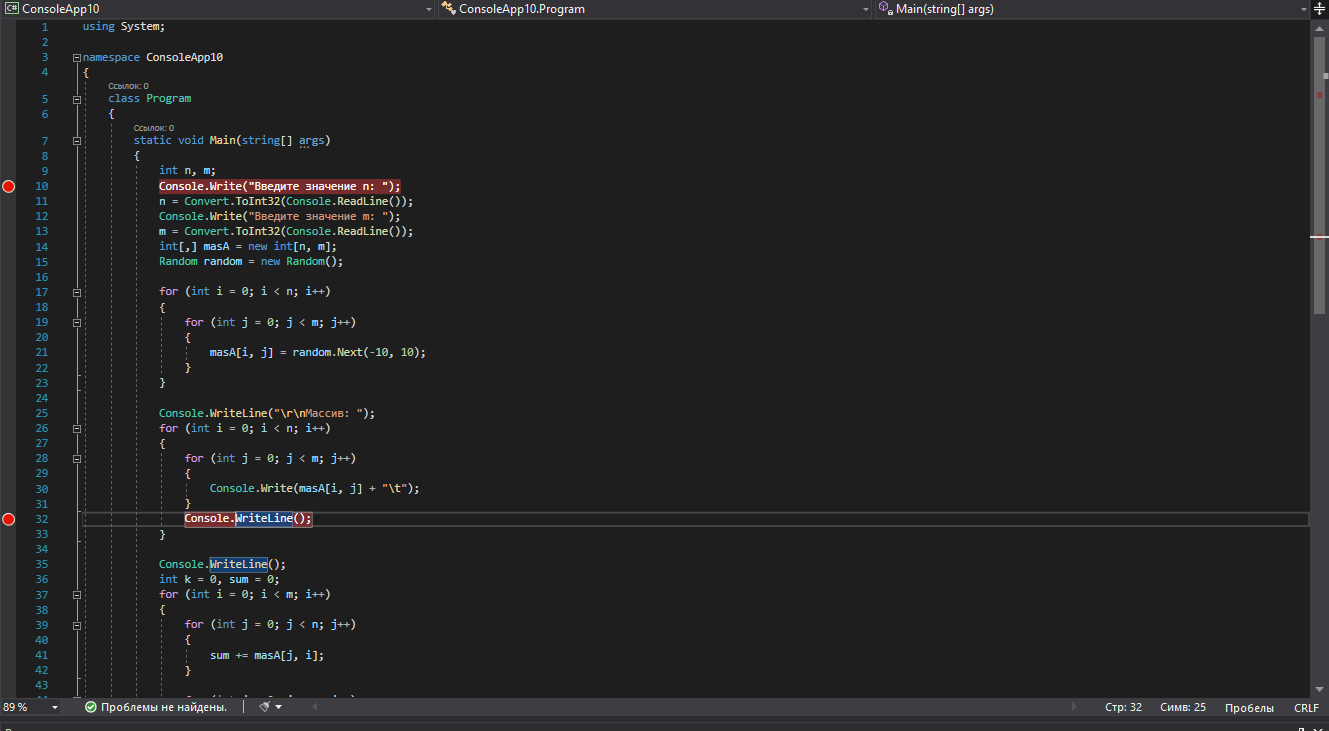 ConsoleApp10 ConsoleApp10.Program Main(string[] args)
1 using System;
2
3 namespace ConsoleApp10
4 {
Ссылок: 0
5 class Program
6 {
Ссылок: 0
7 static void Main(string[] args)
8 {
9 int n, m;
10 Console.Write("Введите значение n: ");
11 n = Convert.ToInt32(Console.ReadLine());
12 Console.Write("Введите значение m: ");
13 m = Convert.ToInt32(Console.ReadLine());
14 int[,] masA = new int[n, m];
15 Random random = new Random();
16
17 for (int i = 0; i < n; i++)
18 {
19 for (int j = 0; j < m; j++)
20 {
21 masA[i, j] = random.Next(-10, 10);
22 }
23 }
24
25 Console.WriteLine("\r\nМассив: ");
26 for (int i = 0; i < n; i++)
27 {
28 for (int j = 0; j < m; j++)
29 {
30 Console.Write(masA[i, j] + "\t");
31 }
32 Console.WriteLine();
33 }
34
35 Console.WriteLine();
36 int k = 0, sum = 0;
37 for (int i = 0; i < m; i++)
38 {
39 for (int j = 0; j < n; j++)
40 {
41 sum += masA[j, i];
42 }
43
89 % Проблемы не найдены. Стр: 32 Симв: 25 Пробелы CRLF